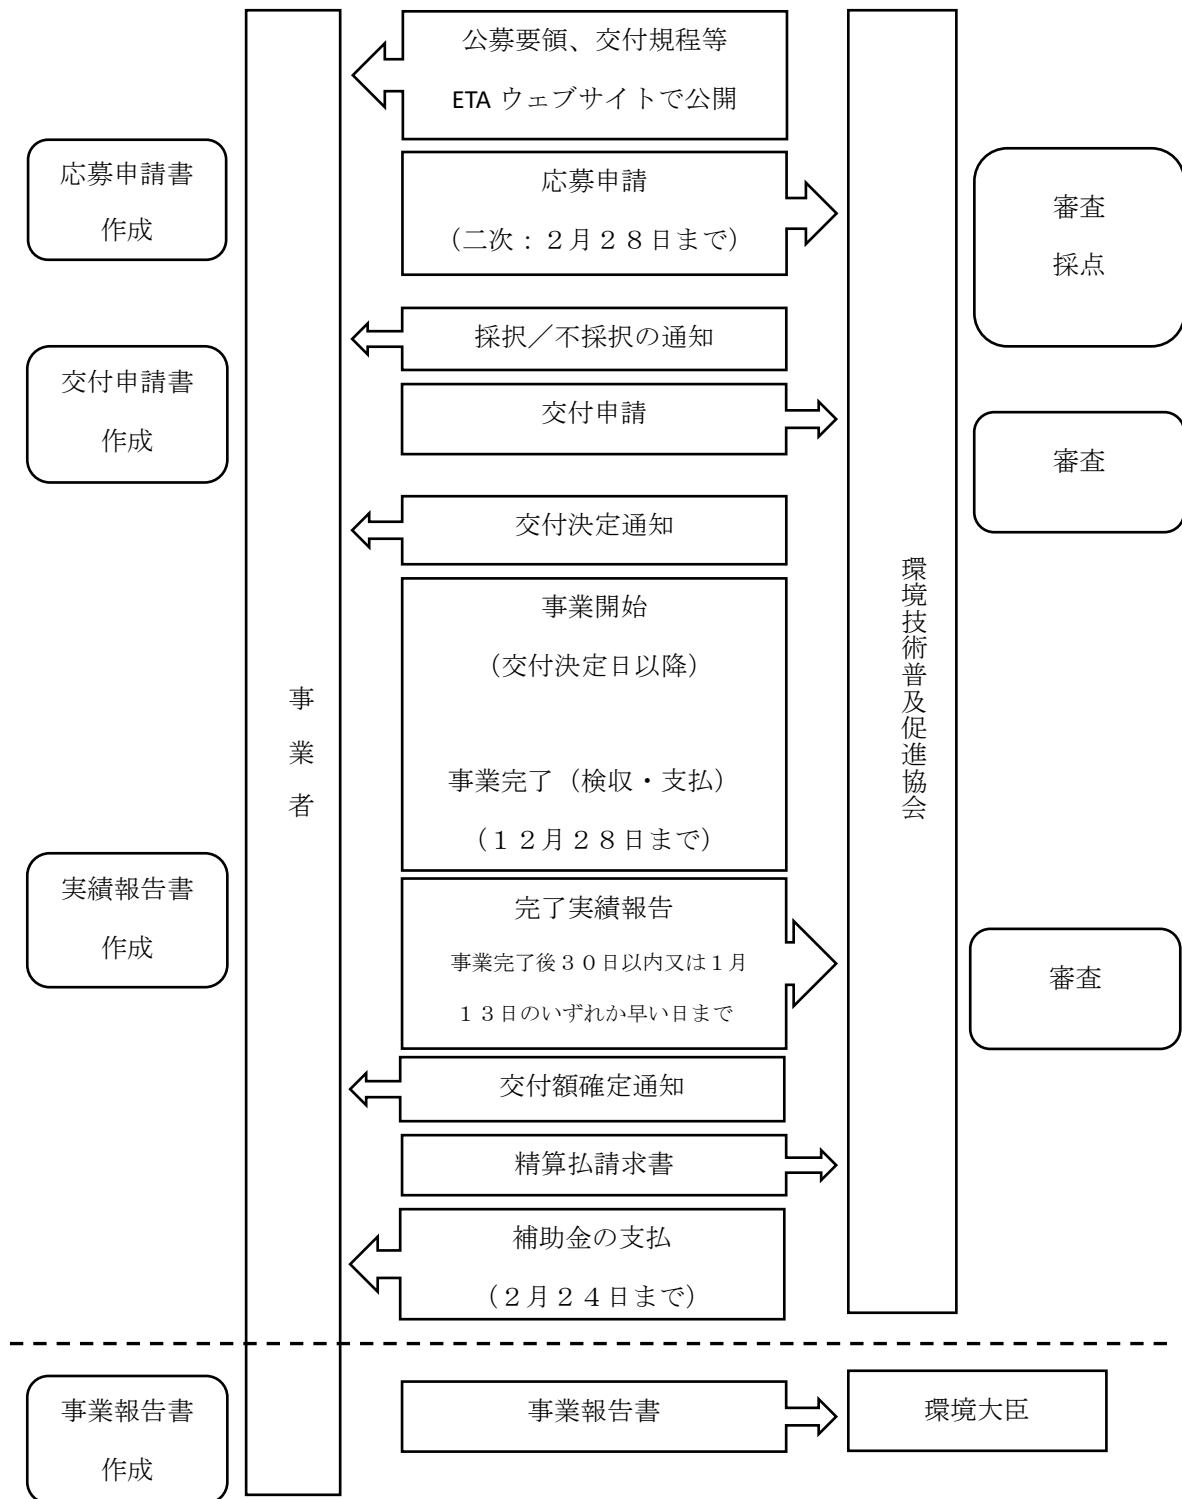 公募要領、交付規程等
ETA ウェブサイトで公開
応募申請書
作成
応募申請
（二次：２月２８日まで）
審査
採点
採択／不採択の通知
交付申請書
作成
交付申請
審査
交付決定通知
事業開始
（交付決定日以降）
事業完了（検収・支払）
（１２月２８日まで）
事業者
環境技術普及促進協会
実績報告書
作成
完了実績報告
事業完了後３０日以内又は１月
１３日のいずれか早い日まで
審査
交付額確定通知
精算払請求書
補助金の支払
（２月２４日まで）
事業報告書
作成
事業報告書
環境大臣